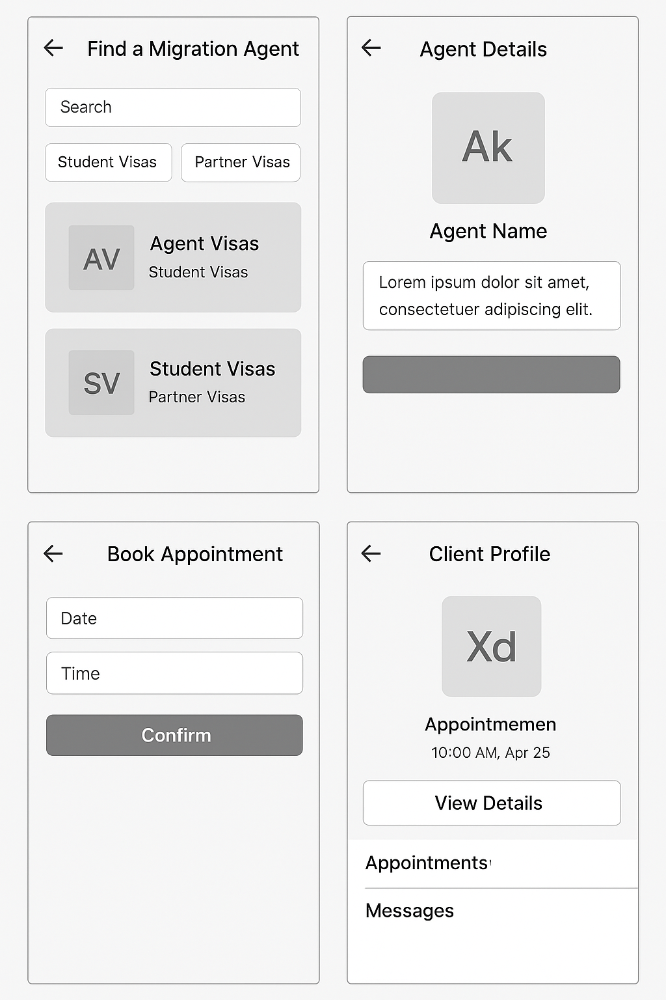 Find a Migration Agent
Search
Student Visas
Partner Visas
AV
Agent Visas
Student Visas
SV
Student Visas
Partner Visas
Agent Details
Ak
Agent Name
Lorem ipsum dolor sit amet,
consectetuer adipiscing elit.
Book Appointment
Date
Time
Confirm
Client Profile
Xd
Appointmemen
10:00 AM, Apr 25
View Details
Appointments
Messages